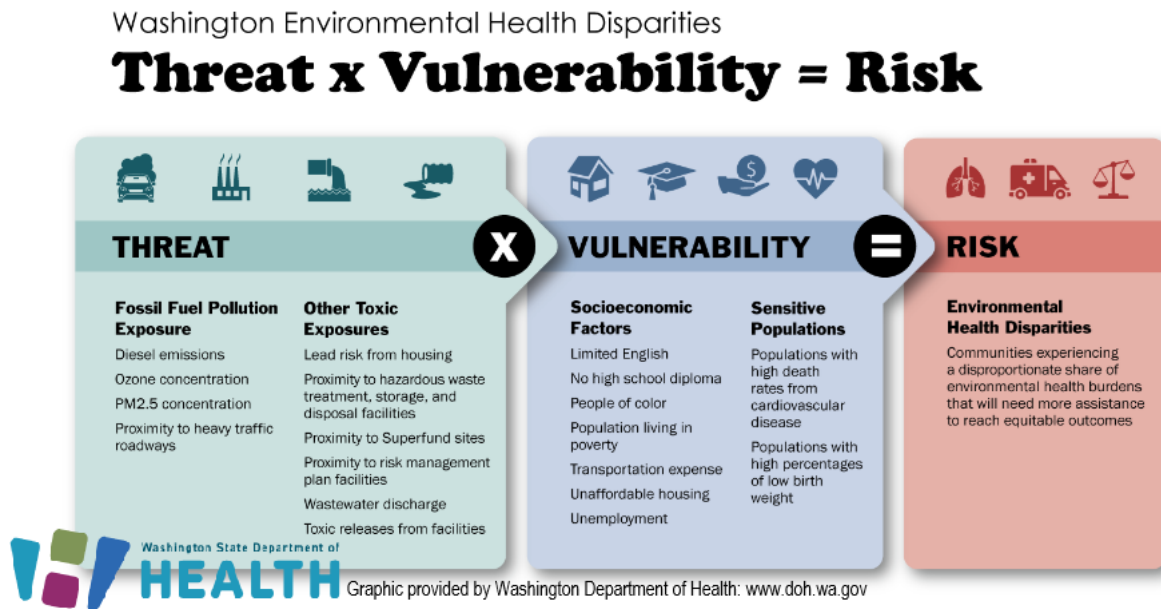 Washington Environmental Health Disparities
Threat x Vulnerability = Risk
THREAT
X
VULNERABILITY
=
RISK
Fossil Fuel Pollution
Exposure
Diesel emissions
Ozone concentration
PM2.5 concentration
Proximity to heavy traffic
roadways
Other Toxic
Exposures
Lead risk from housing
Proximity to hazardous waste
treatment, storage, and
disposal facilities
Proximity to Superfund sites
Proximity to risk management
plan facilities
Wastewater discharge
Toxic releases from facilities
Socioeconomic
Factors
Limited English
No high school diploma
People of color
Population living in
poverty
Transportation expense
Unaffordable housing
Unemployment
Sensitive
Populations
Populations with
high death
rates from
cardiovascular
disease
Populations with
high percentages
of low birth
weight
Environmental
Health Disparities
Communities experiencing
a disproportionate share of
environmental health burdens
that will need more assistance
to reach equitable outcomes
$
Washington State Department of
HEALTH
Graphic provided by Washington Department of Health: www.doh.wa.gov